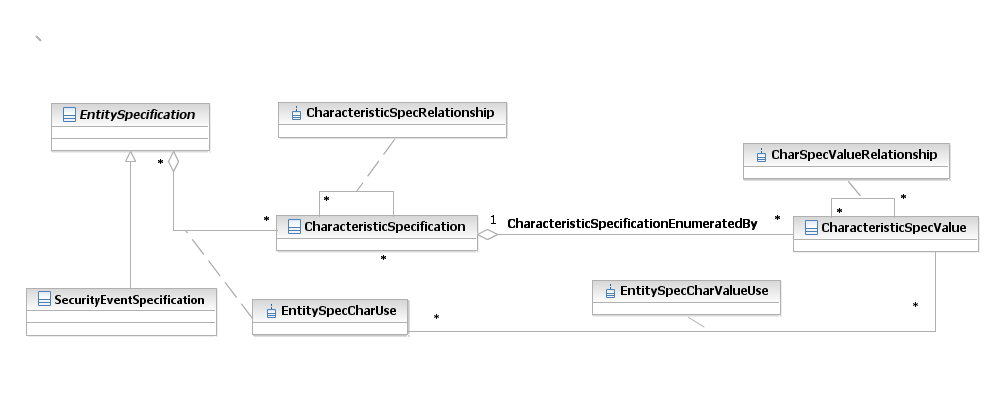 EntitySpecification
CharacteristicSpecRelationship
*
CharSpecValueRelationship
*
*
*
*
CharacteristicSpecification
1
CharacteristicSpecificationEnumeratedBy
*
*
CharacteristicSpecValue
*
SecurityEventSpecification
EntitySpecCharUse
*
EntitySpecCharValueUse
*